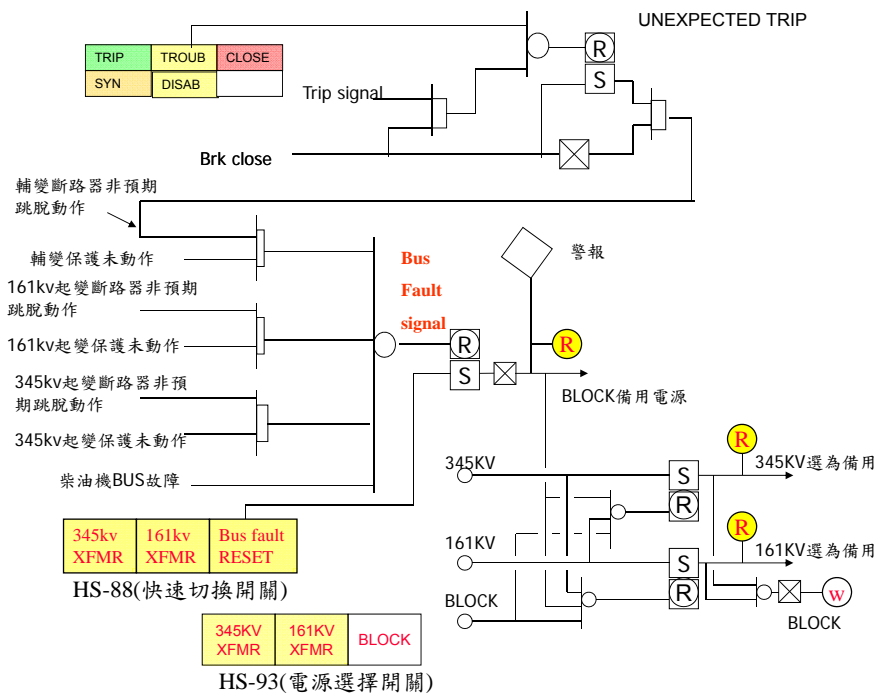 UNEXPECTED TRIP
TRIP TROUB CLOSE
SYN DISAB
R
S
Trip signal
Brk close
輔變斷路器非預期
跳脫動作
輔變保護未動作
161kv起變斷路器非預期
跳脫動作
161kv起變保護未動作
345kv起變斷路器非預
期跳脫動作
345kv起變保護未動作
柴油機BUS故障
Bus
Fault
signal
警報
R
R
S
BLOCK備用電源
345KV
S
R
R
345KV選為備用
161KV
S
R
R
161KV選為備用
BLOCK
w
BLOCK
345kv
XFMR
161kv
XFMR
Bus fault
RESET
HS-88(快速切換開關)
345KV
XFMR
161KV
XFMR
BLOCK
HS-93(電源選擇開關)